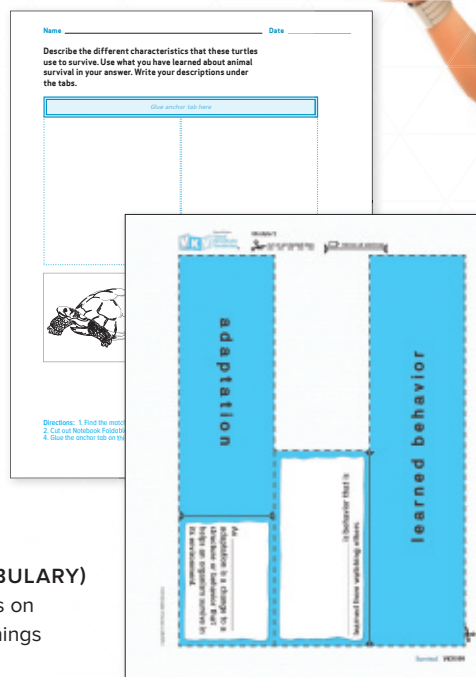 Name Date
Describe the different characteristics that these turtles
use to survive. Use what you have learned about animal
survival in your answer. Write your descriptions under
the tabs.
Glue anchor tab here
Directions: 1. Find the matc
2. Cut out Notebook Foldabl
4. Glue the anchor tab on
VKV
adaptation
An
adaptation is a change to a
structure or behavior that
helps an organism survive in
its environment.
is behavior that is
learned from watching others.
learned behavior
BULARY)
s on
nings